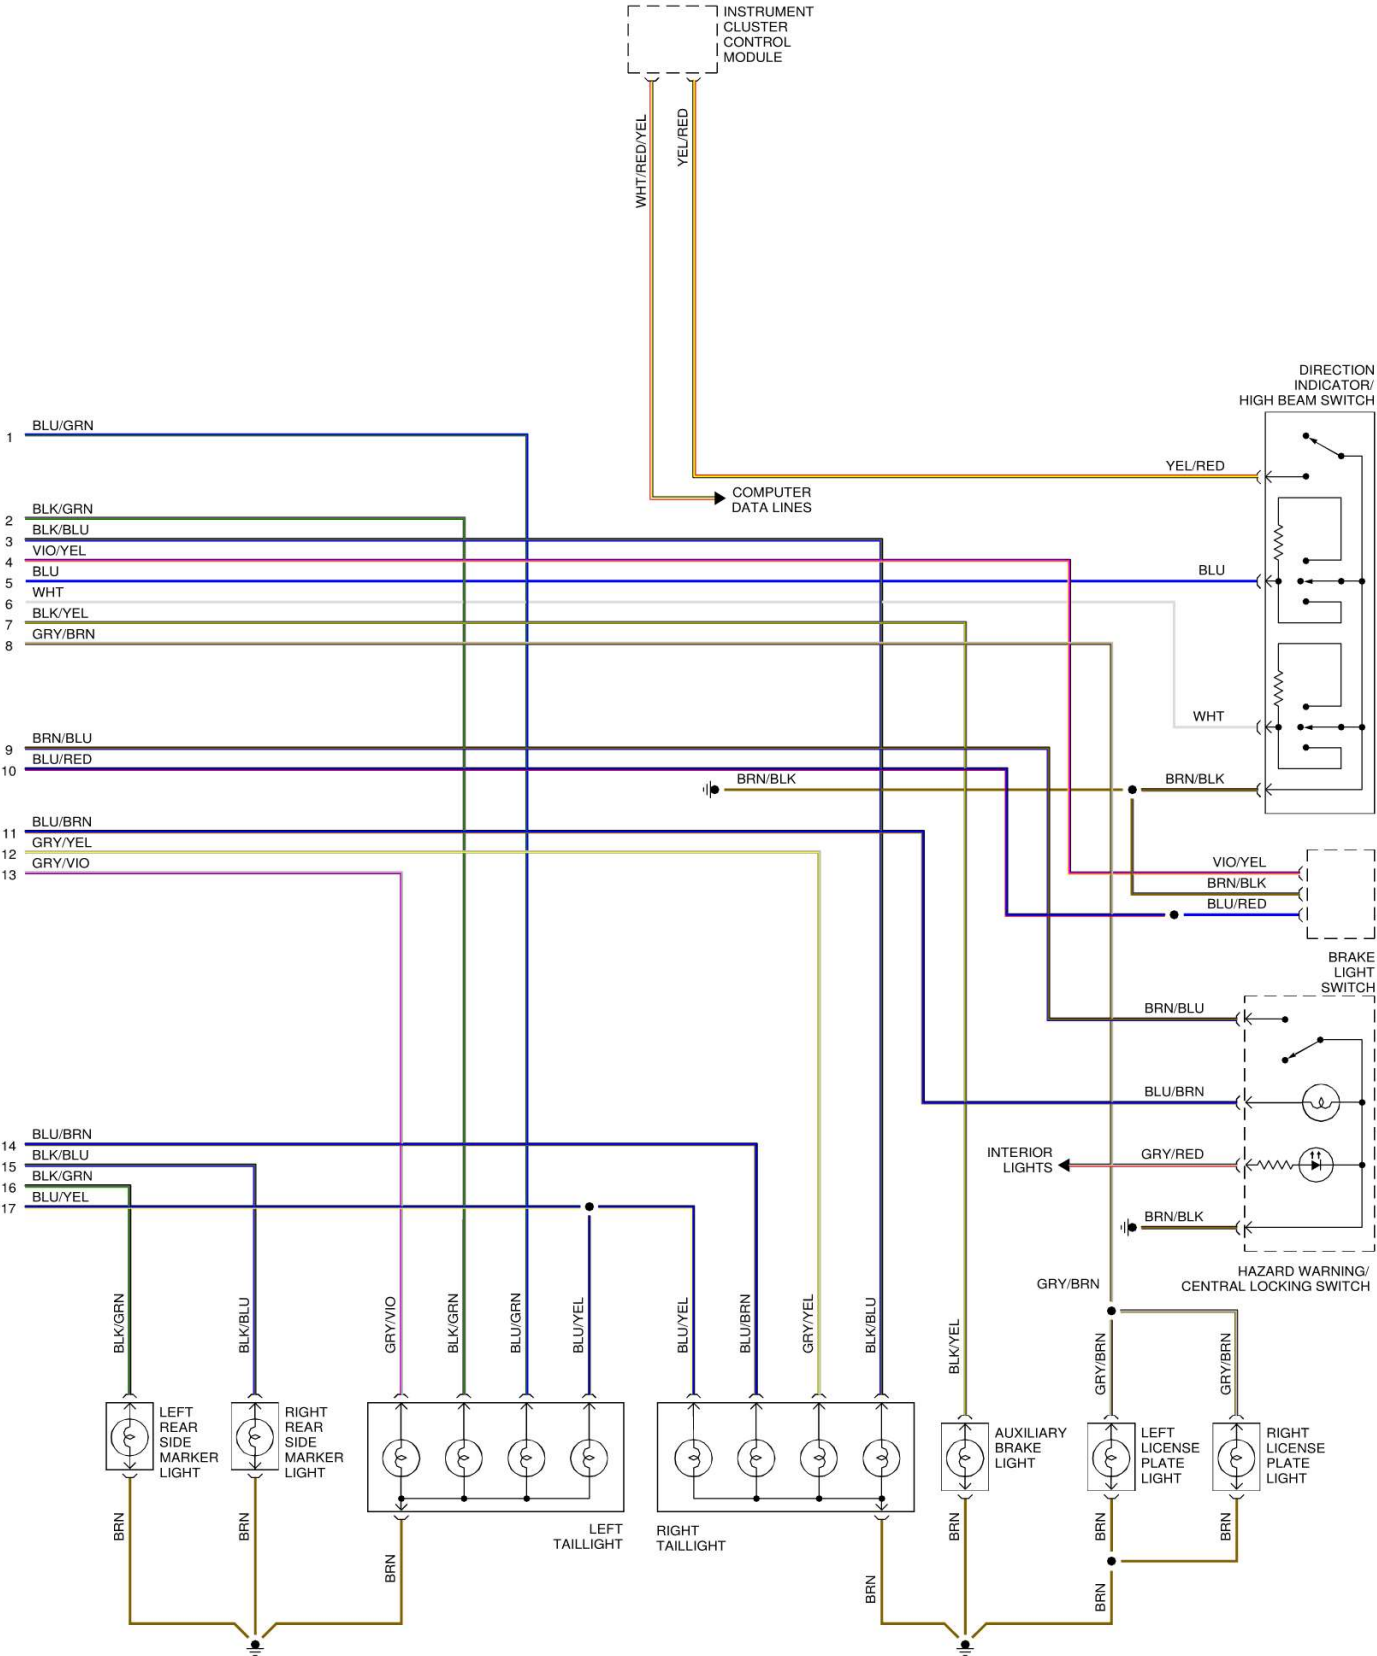 INSTRUMENT
CLUSTER
CONTROL
MODULE
WHT/RED/YEL
YEL/RED
DIRECTION
INDICATOR/
HIGH BEAM SWITCH
1 BLU/GRN
YEL/RED
COMPUTER
DATA LINES
2 BLK/GRN
3 BLK/BLU
4 VIO/YEL
5 BLU
BLU
6 WHT
7 BLK/YEL
8 GRY/BRN
WHT
9 BRN/BLU
10 BLU/RED
BRN/BLK
BRN/BLK
11 BLU/BRN
12 GRY/YEL
13 GRY/VIO
VIO/YEL
BRN/BLK
BLU/RED
BRAKE
LIGHT
SWITCH
BRN/BLU
BLU/BRN
14 BLU/BRN
15 BLK/BLU
16 BLK/GRN
17 BLU/YEL
INTERIOR
LIGHTS
GRY/RED
BRN/BLK
HAZARD WARNING/
CENTRAL LOCKING SWITCH
GRY/BRN
BLK/GRN
BLK/BLU
GRY/VIO
BLK/GRN
BLU/GRN
BLU/YEL
BLU/YEL
BLU/BRN
GRY/YEL
BLK/BLU
BLK/YEL
GRY/BRN
GRY/BRN
LEFT
REAR
SIDE
MARKER
LIGHT
RIGHT
REAR
SIDE
MARKER
LIGHT
AUXILIARY
BRAKE
LIGHT
LEFT
LICENSE
PLATE
LIGHT
RIGHT
LICENSE
PLATE
LIGHT
LEFT
TAILLIGHT
RIGHT
TAILLIGHT
BRN
BRN
BRN
BRN
BRN
BRN
BRN
BRN